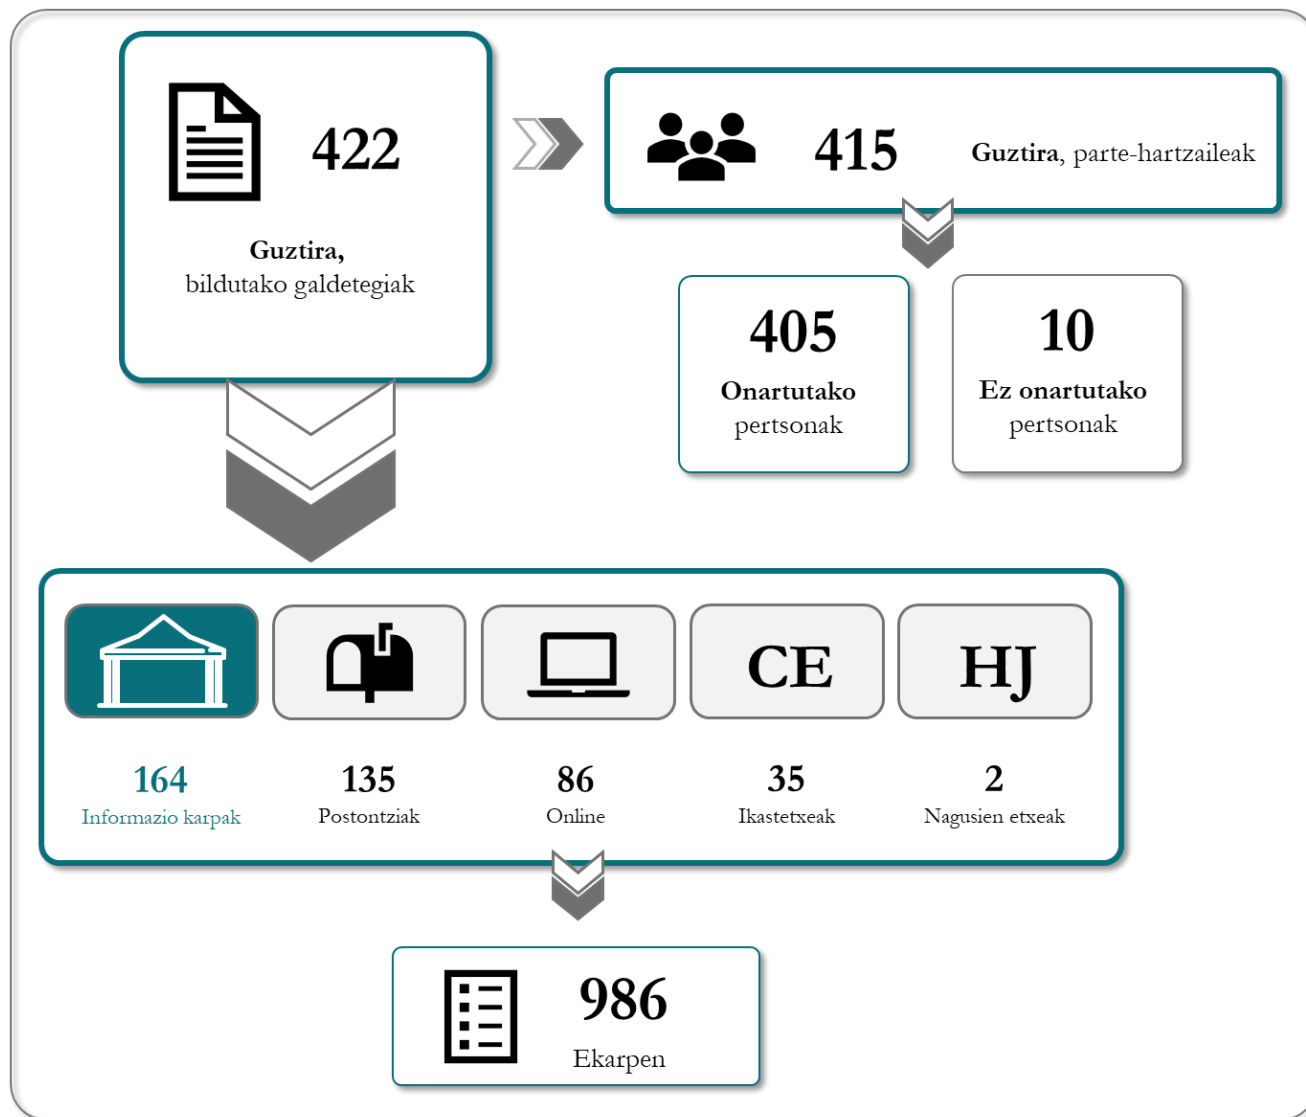 422
Guztira,
bildutako galdetegiak
415
Guztira, parte-hartzaileak
405
Onartutako
pertsonak
10
Ez onartutako
pertsonak
CE
HJ
164
Informazio karpak
135
Postontziak
86
Online
35
Ikastetxeak
2
Nagusien etxeak
986
Ekarpen